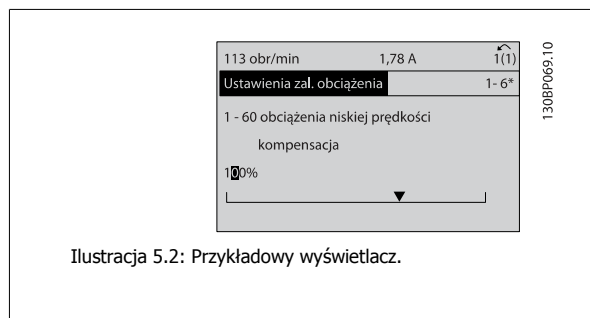 113 obr/min 1,78 A 1(1)
Ustawienia zal. obciążenia 1- 6*
1 - 60 obciążenia niskiej prędkości
kompensacja
100%
130BP069.10
Ilustracja 5.2: Przykładowy wyświetlacz.